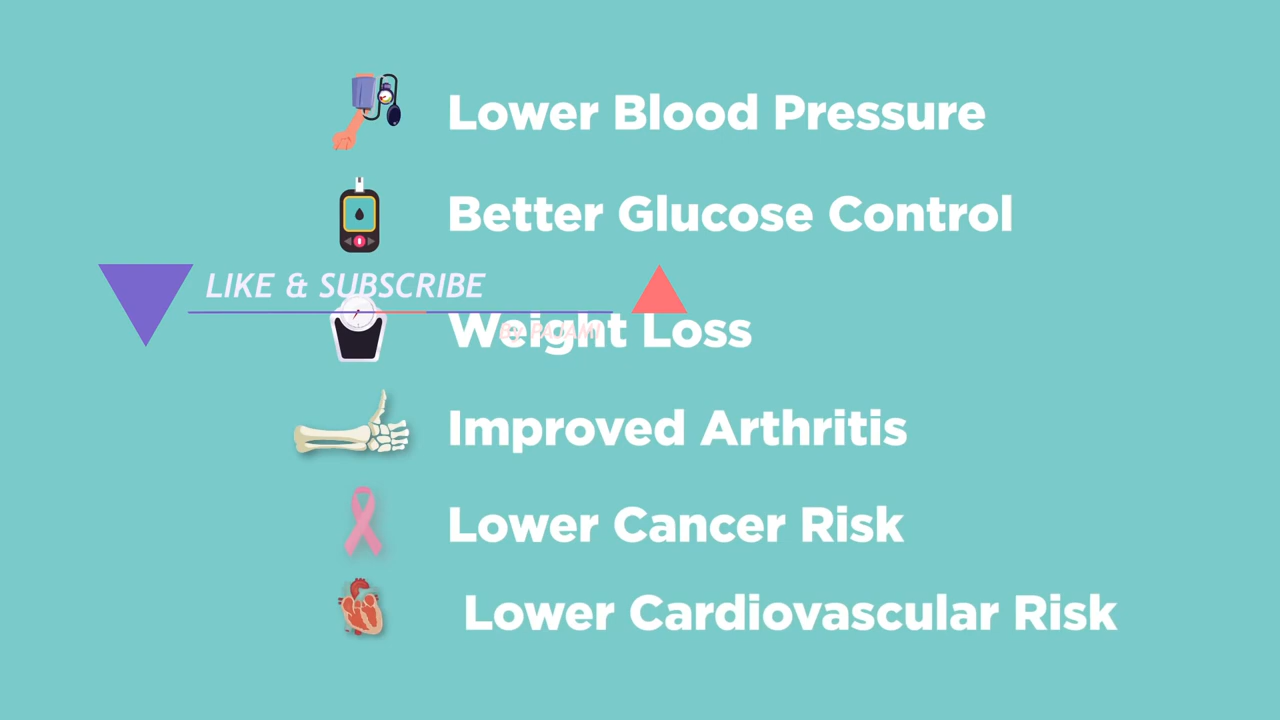 Lower Blood Pressure
Better Glucose Control
LIKE & SUBSCRIBE
Weight Loss
Improved Arthritis
Lower Cancer Risk
Lower Cardiovascular Risk